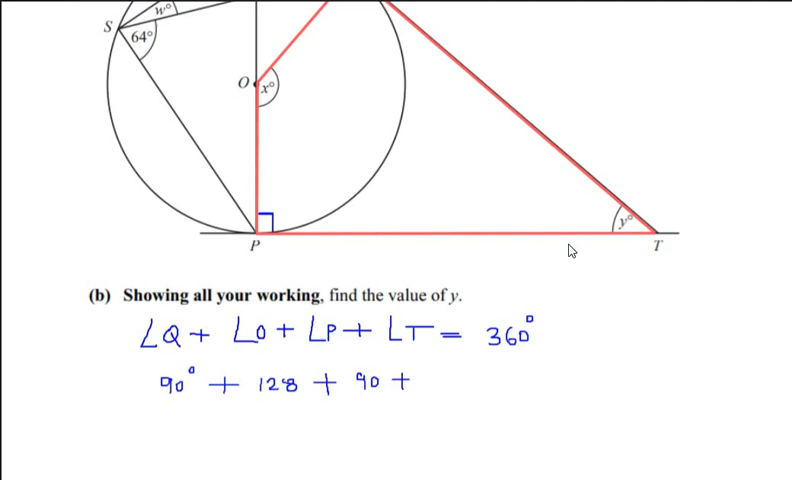 S
w°
64°
O
x°
y°
P
T
(b) Showing all your working, find the value of y.
∠Q + ∠O + ∠P + ∠T = 360°
90° + 128 + 90 +